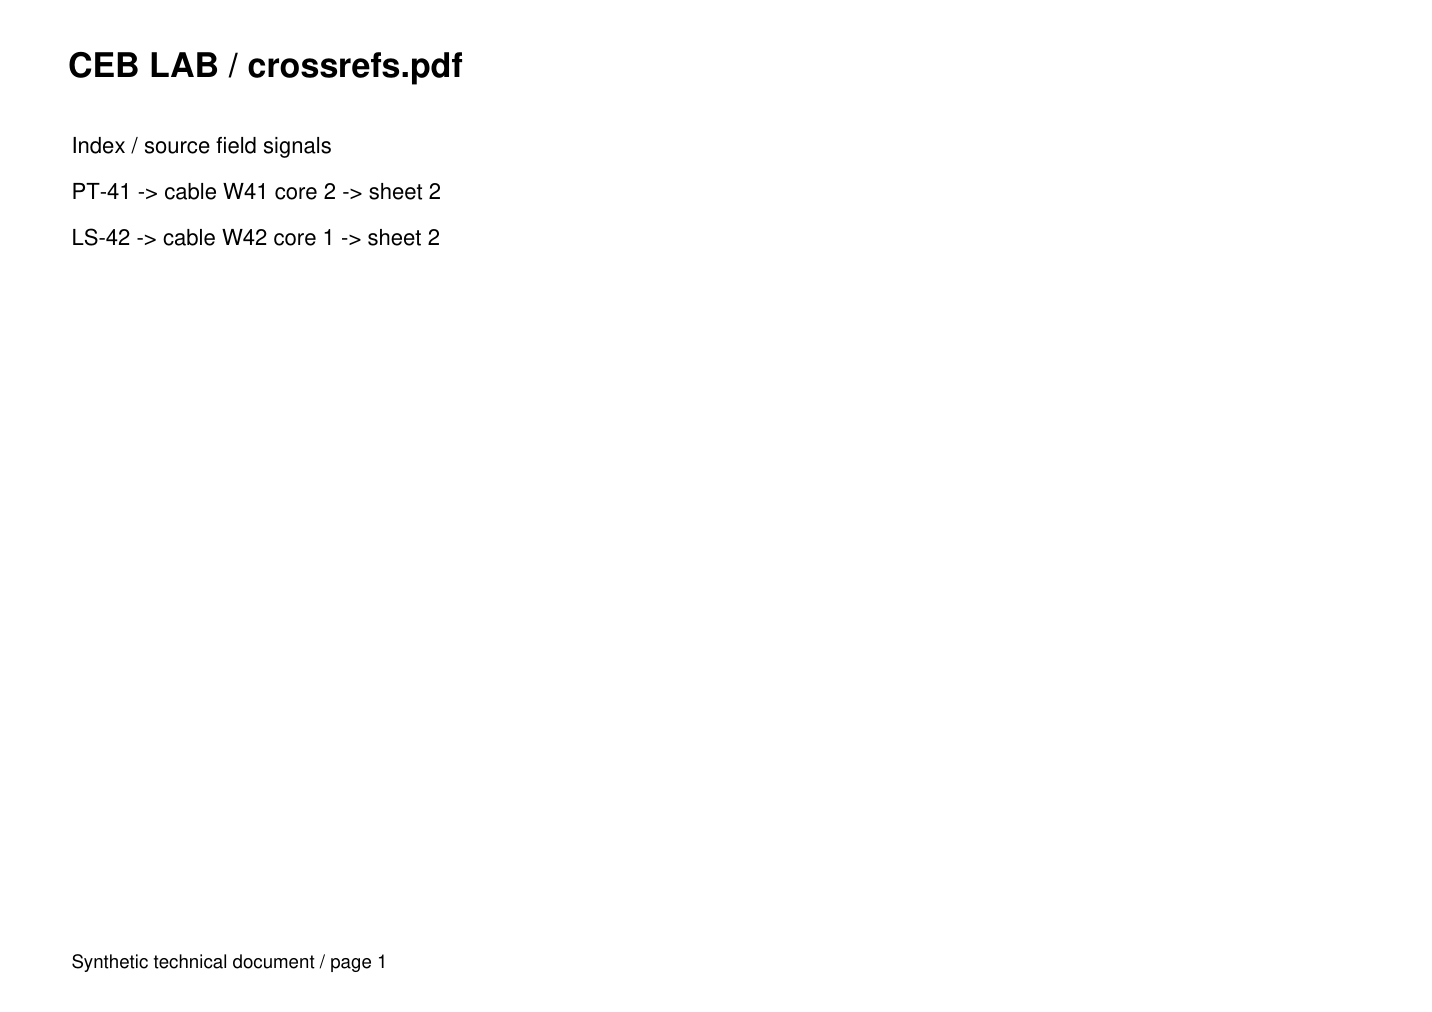 CEB LAB / crossrefs.pdf
Index / source field signals
PT-41 -> cable W41 core 2 -> sheet 2
LS-42 -> cable W42 core 1 -> sheet 2
Synthetic technical document / page 1